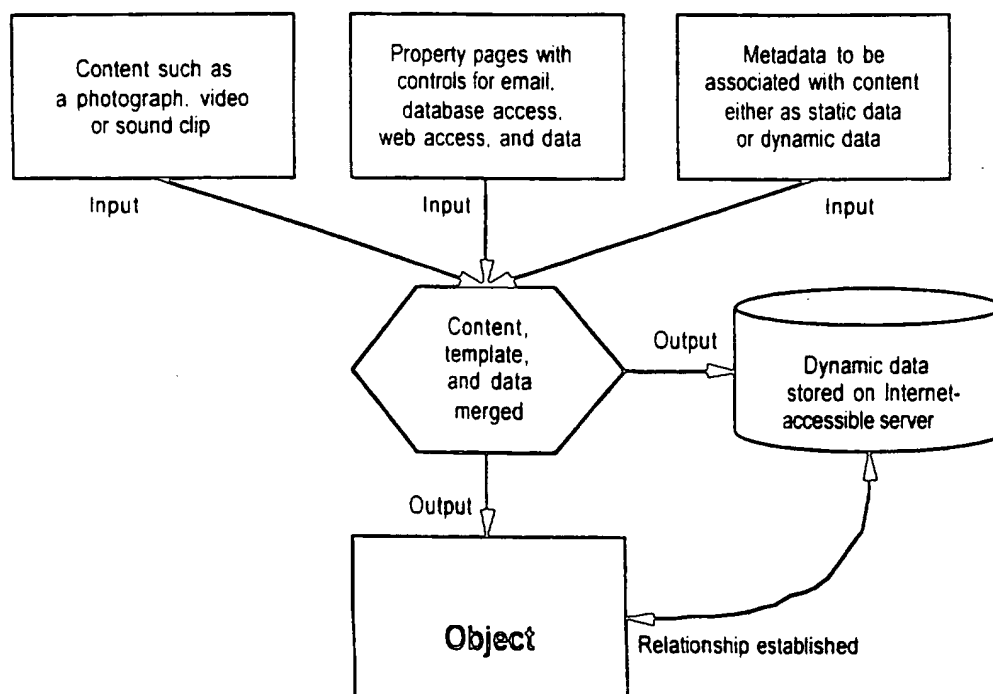 Content such as
a photograph, video
or sound clip
Property pages with
controls for email,
database access,
web access, and data
Metadata to be
associated with content
either as static data
or dynamic data
Input
Input
Input
Content,
template,
and data
merged
Output
Dynamic data
stored on Internet-
accessible server
Output
Object
Relationship established